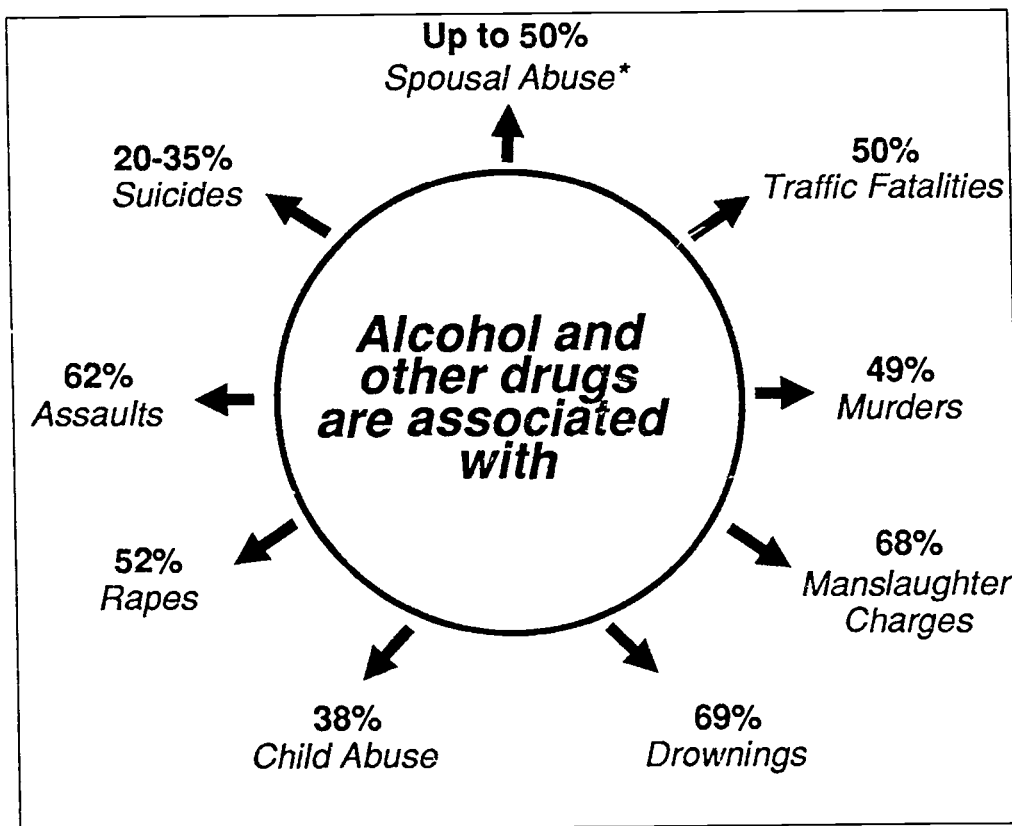 Up to 50%
Spousal Abuse*
50%
Traffic Fatalities
49%
Murders
68%
Manslaughter
Charges
69%
Drownings
38%
Child Abuse
52%
Rapes
62%
Assaults
20-35%
Suicides
Alcohol and
other drugs
are associated
with